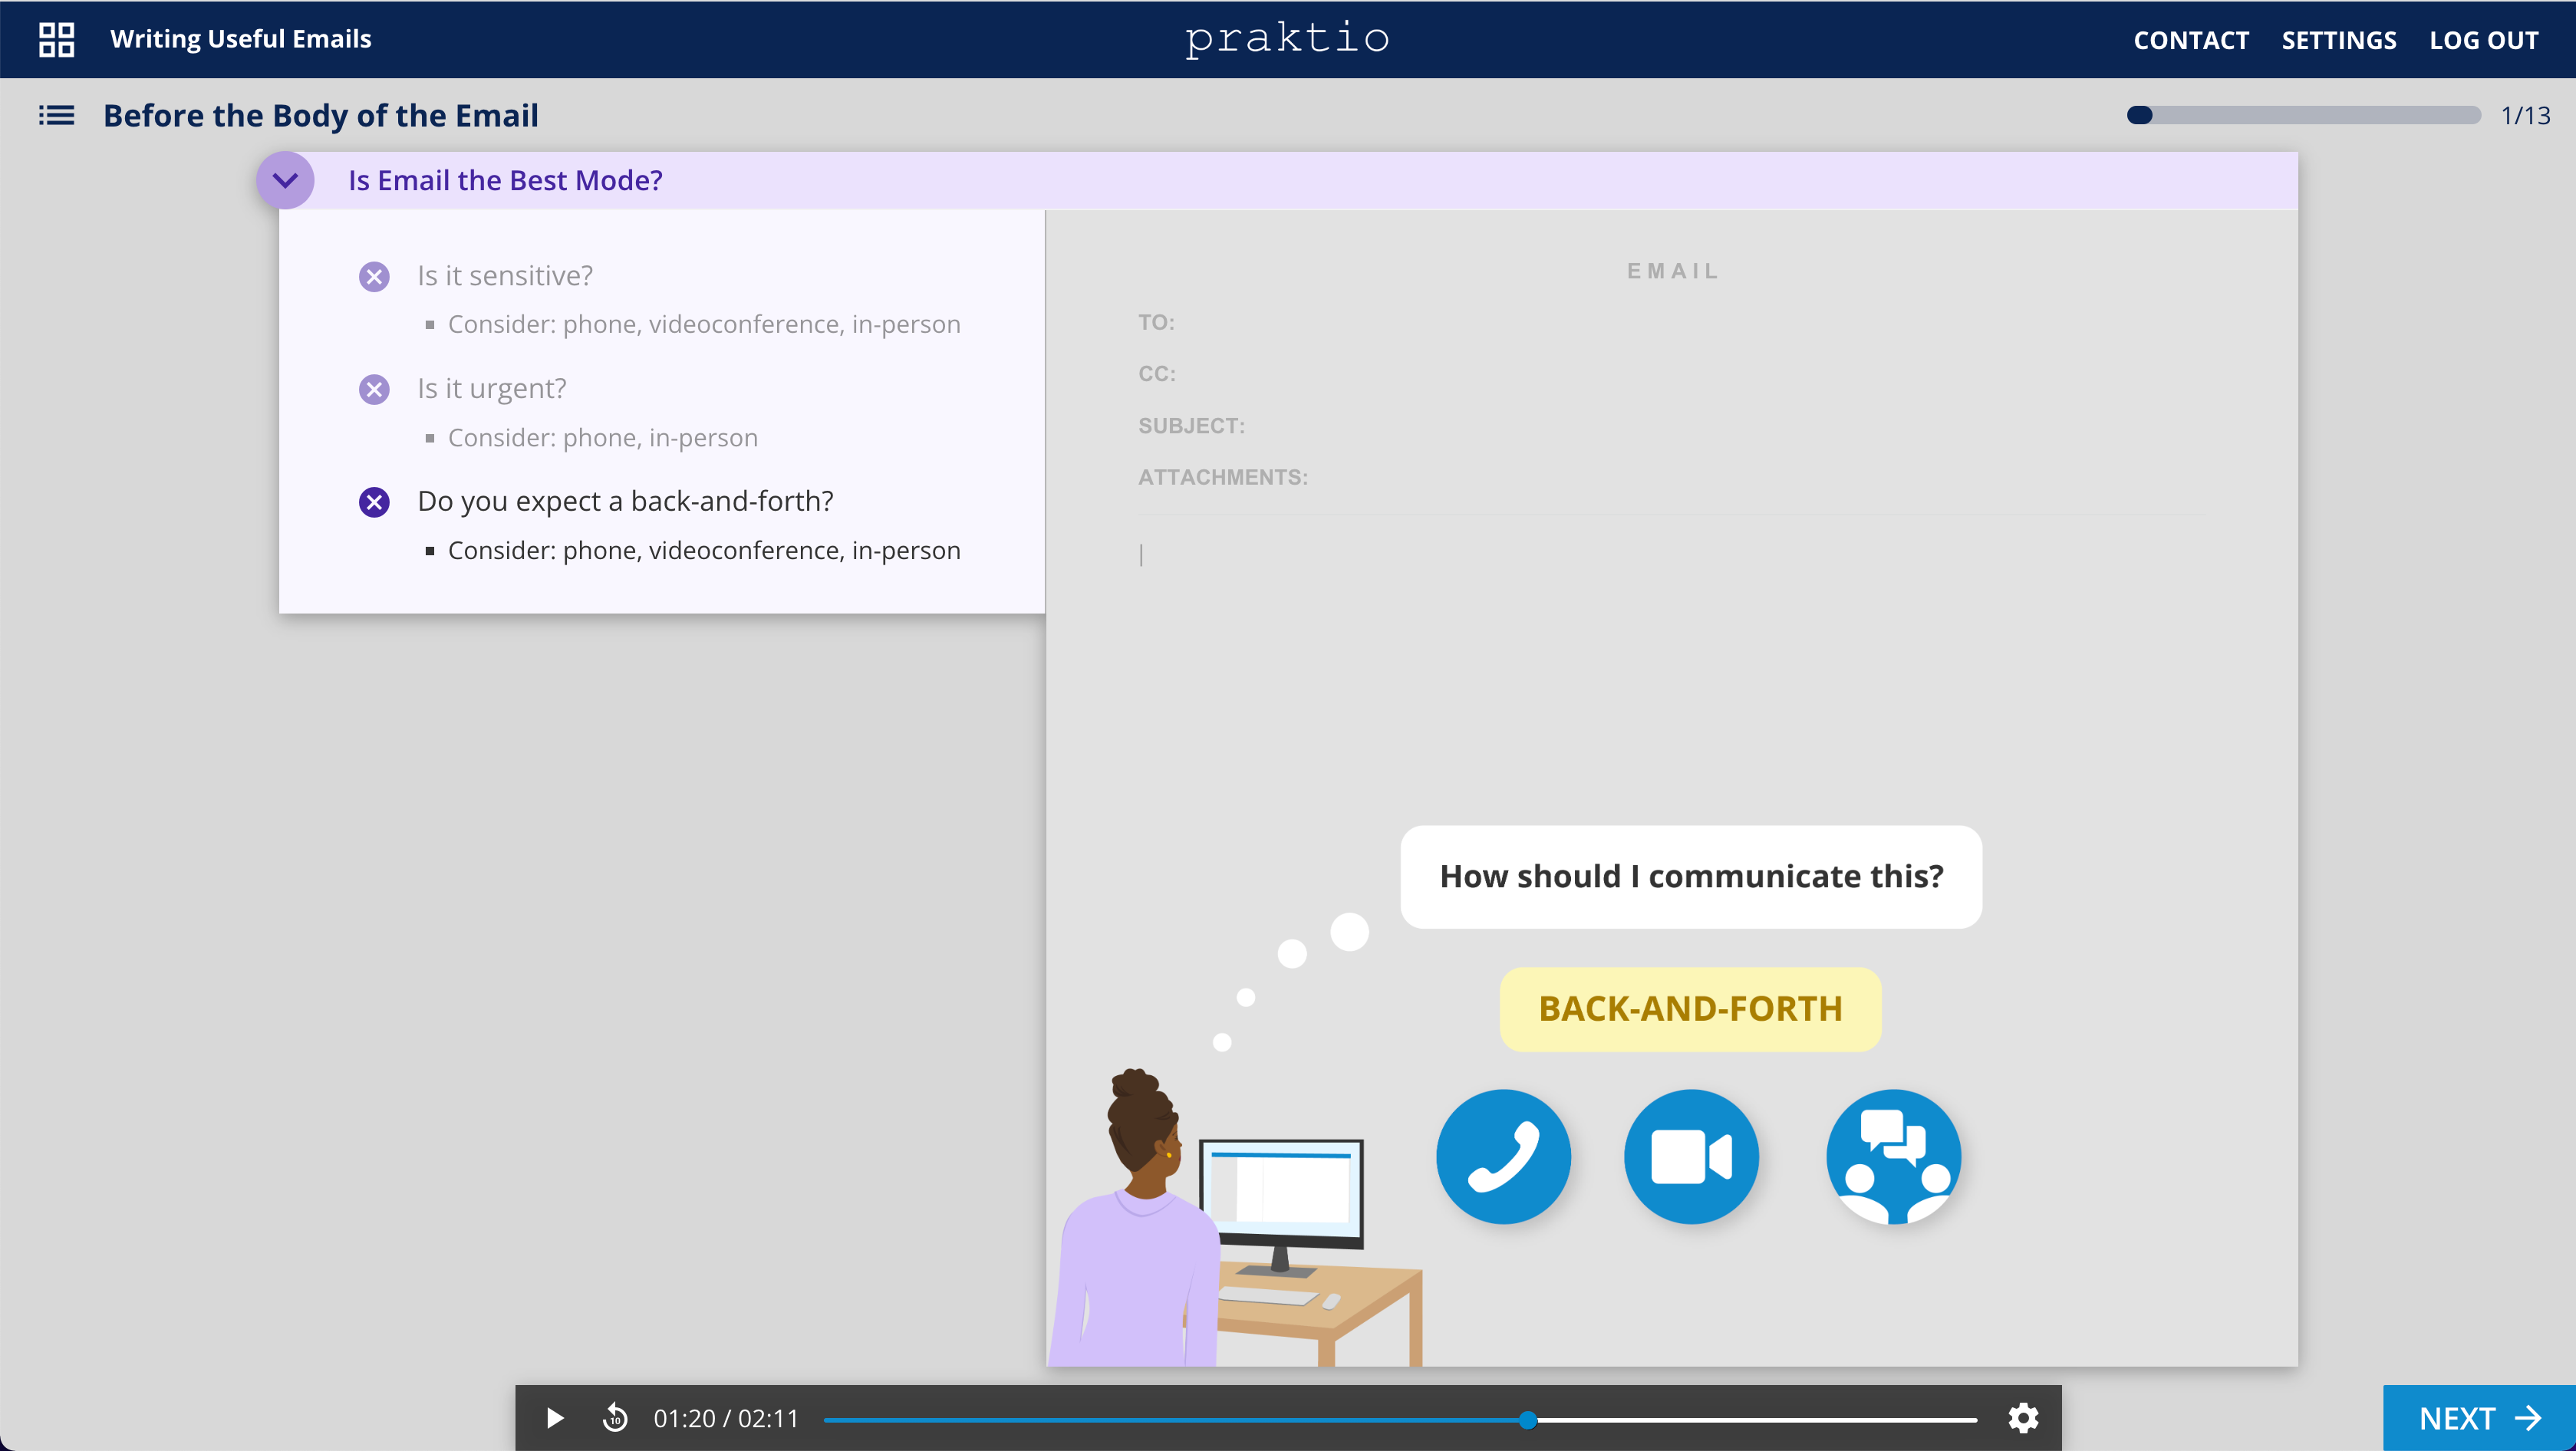 Writing Useful Emails
praktio
CONTACT SETTINGS LOG OUT
Before the Body of the Email
1/13
Is Email the Best Mode?
Is it sensitive?
Consider: phone, videoconference, in-person
Is it urgent?
Consider: phone, in-person
Do you expect a back-and-forth?
Consider: phone, videoconference, in-person
EMAIL
TO:
CC:
SUBJECT:
ATTACHMENTS:
How should I communicate this?
BACK-AND-FORTH
10
01:20 / 02:11
NEXT